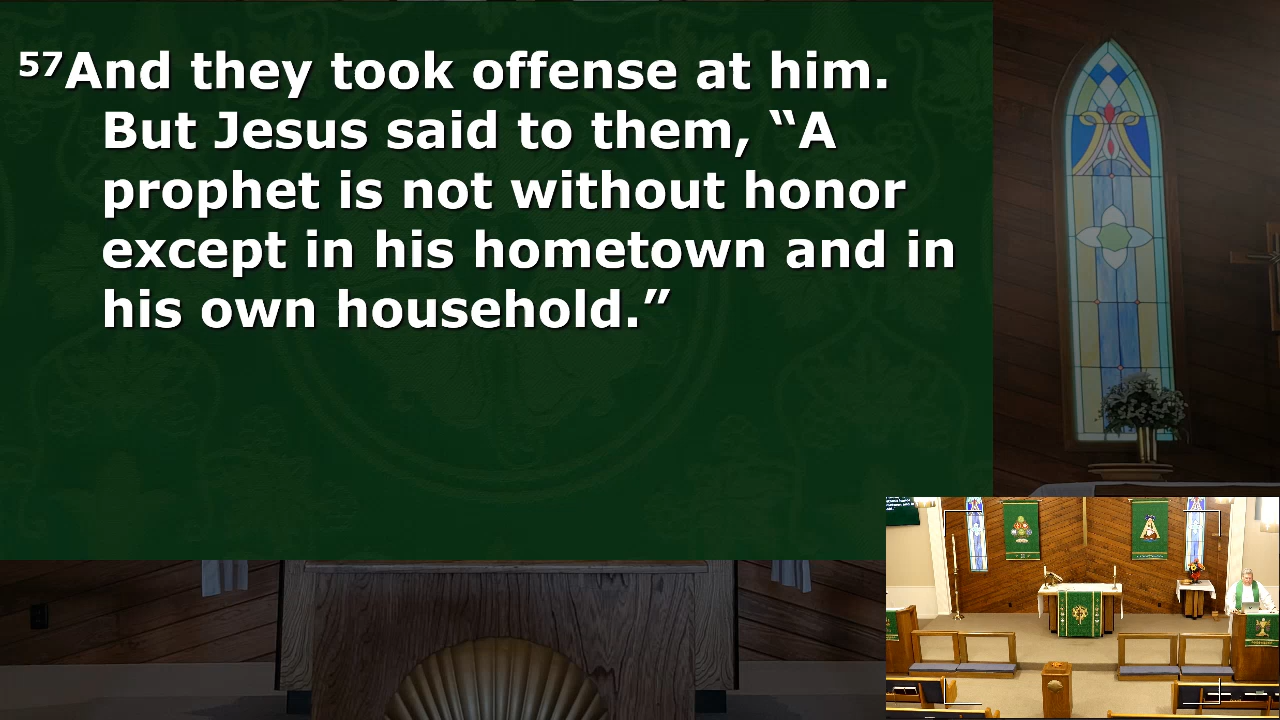 57And they took offense at him.
But Jesus said to them, “A
prophet is not without honor
except in his hometown and in
his own household.”